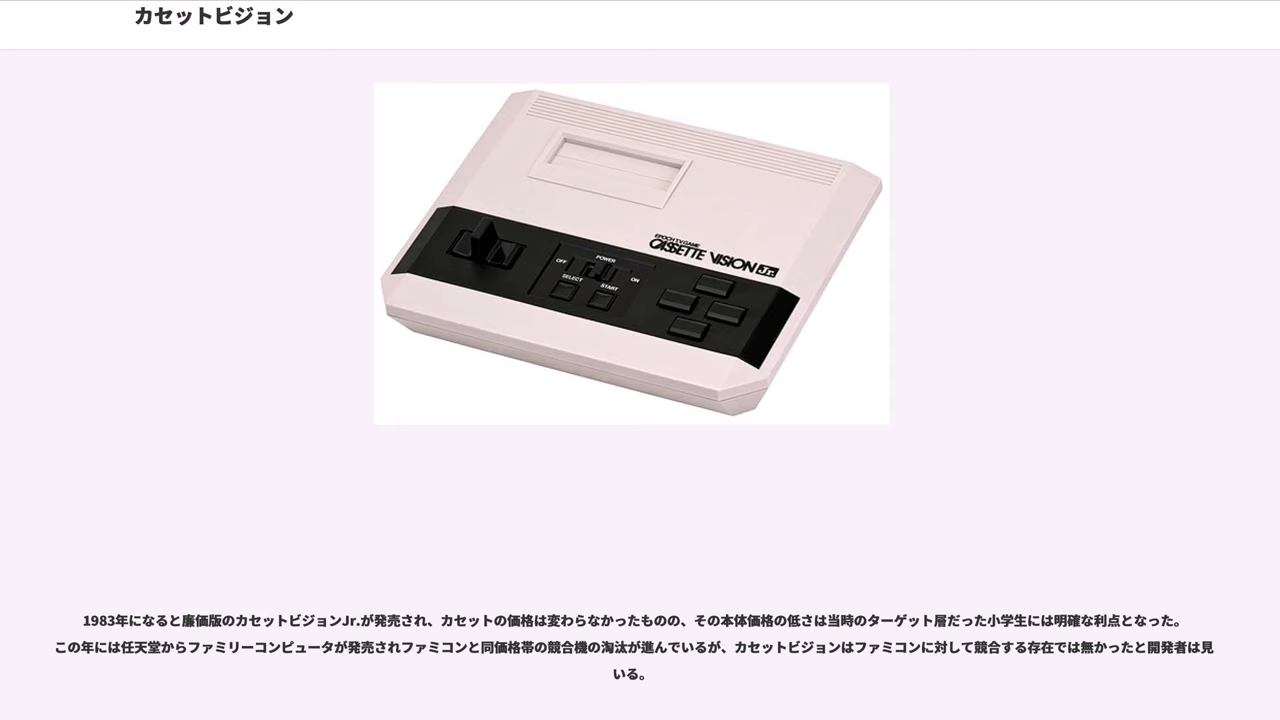 カセットビジョン
EPOCH T.V. GAME
CASSETTE VISION Jr.
OFF POWER ON
SELECT START
1983年になると廉価版のカセットビジョンJr.が発売され、カセットの価格は変わらなかったものの、その本体価格の低さは当時のターゲット層だった小学生には明確な利点となった。
この年には任天堂からファミリーコンピュータが発売されファミコンと同価格帯の競合機の淘汰が進んでいるが、カセットビジョンはファミコンに対して競合する存在では無かったと開発者は見
いる。